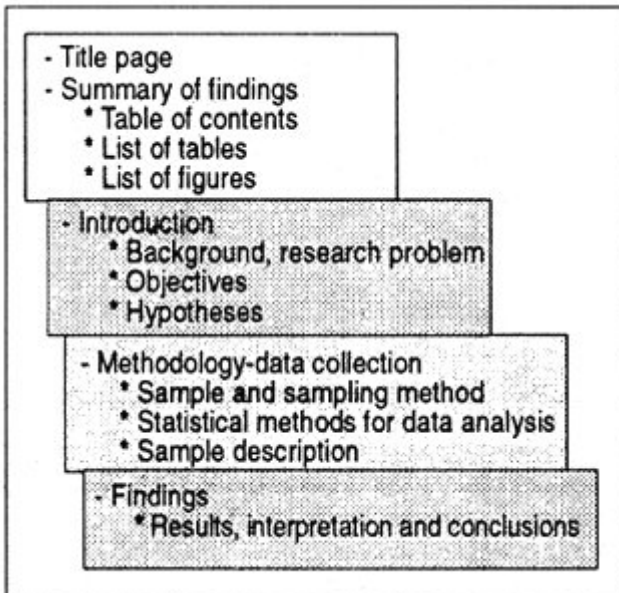 - Title page
- Summary of findings
* Table of contents
* List of tables
* List of figures
- Introduction
* Background, research problem
* Objectives
* Hypotheses
- Methodology-data collection
* Sample and sampling method
* Statistical methods for data analysis
* Sample description
- Findings
* Results, interpretation and conclusions